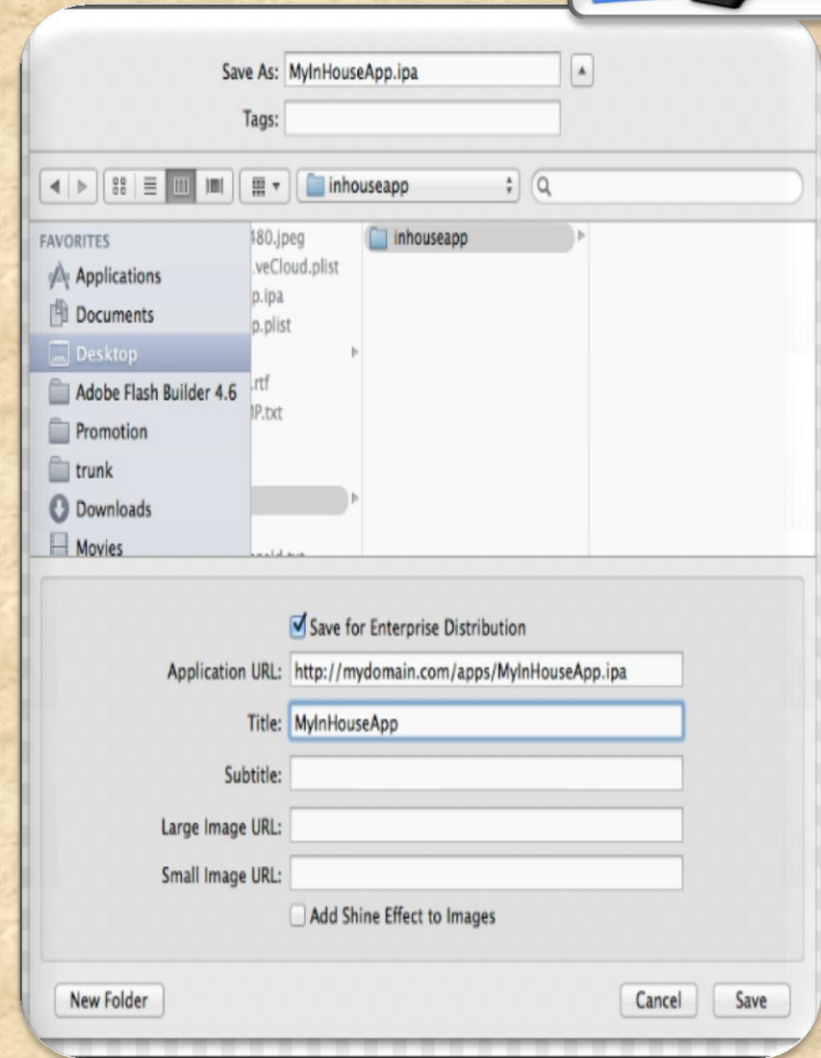 Save As: MyInHouseApp.ipa
Tags:
inhouseapp
FAVORITES
Applications
Documents
Desktop
Adobe Flash Builder 4.6
Promotion
trunk
Downloads
Movies
480.jpeg
.veCloud.plist
p.ipa
p.plist
.rtf
IP.txt
inhouseapp
Save for Enterprise Distribution
Application URL: http://mydomain.com/apps/MyInHouseApp.ipa
Title: MyInHouseApp
Subtitle:
Large Image URL:
Small Image URL:
Add Shine Effect to Images
New Folder
Cancel
Save